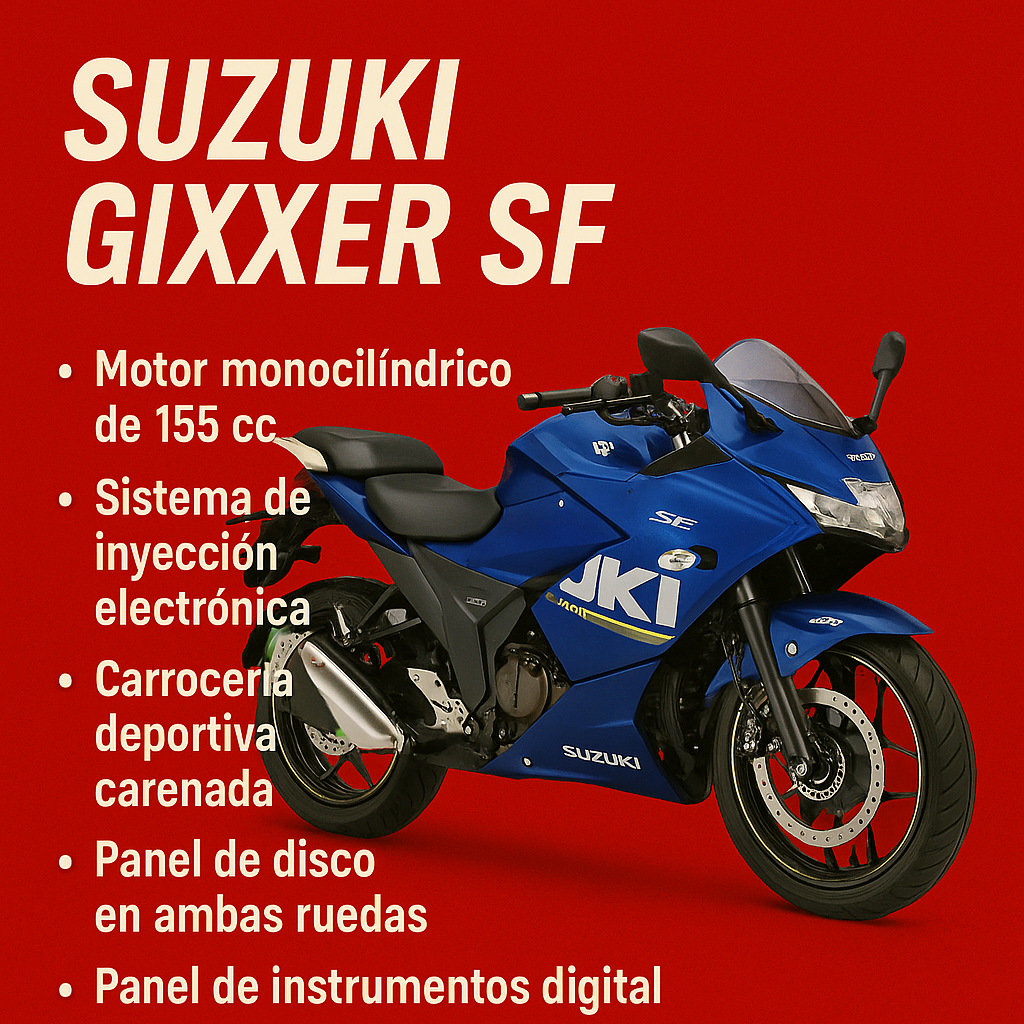 SUZUKI
GIXXER SF
• Motor monocilíndrico
de 155 cc
• Sistema de
inyección
electrónica
• Carrocería
deportiva
carenada
• Panel de disco
en ambas ruedas
• Panel de instrumentos digital
SF
UKI
SUZUKI